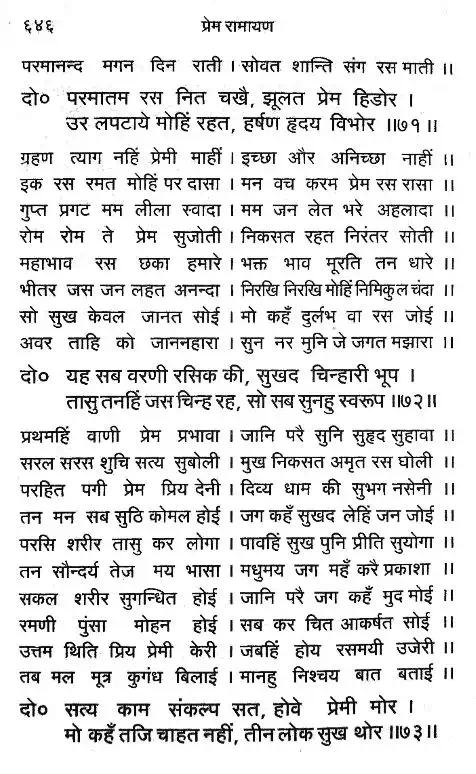 ६४६ प्रेम रामायण
परमानन्द मगन दिन राती । सोवत शान्ति संग रस माती ॥
दो० परमातम रस नित चखै, झूलत प्रेम हिडोर ।
उर लपटाये मोहिं रहत, हर्षण हृदय विभोर ॥७१॥
ग्रहण त्याग नहिं प्रेमी माहीं । इच्छा और अनिच्छा नाहीं ॥
इक रस रमत मोहिं पर दासा । मन वच करम प्रेम रस रासा ॥
गुप्त प्रगट मम लीला स्वादा । मम जन लेत भरे अहलादा ॥
रोम रोम ते प्रेम सुजोती । निकसत रहत निरंतर सोती ॥
महाभाव रस छका हमारे । भक्त भाव मूरति तन धारे ॥
भीतर जस जन लहत अनन्दा । निरखि निरखि मोहिं निमिकुल चंदा ॥
सो सुख केवल जानत सोई । मो कहँ दुर्लभ वा रस जोई ॥
अवर ताहि को जाननहारा । सुन नर मुनि जे जगत मझारा ॥
दो० यह सब वरणी रसिक की, सुखद चिन्हारी भूप ।
तासु तनहिं जस चिन्ह रह, सो सब सुनहु स्वरूप ॥७२॥
प्रथमहिं वाणी प्रेम प्रभावा । जानि परै सुनि सुहृद सुहावा ॥
सरल सरस शुचि सत्य सुबोली । मुख निकसत अमृत रस घोली ॥
परहित पगी प्रेम प्रिय देनी । दिव्य धाम की सुभग नसेनी ॥
तन मन सब सुठि कोमल होई । जग कहँ सुखद लेहिं जन जोई ॥
परसि शरीर तासु कर लोगा । पावहिं सुख पुनि प्रीति सुयोगा ॥
तन सौन्दर्य तेज मय भासा । मधुमय जग महँ करै प्रकाशा ॥
सकल शरीर सुगन्धित होई । जानि परै जग कहँ मुद मोई ॥
रमणी पुंसा मोहन होई । सब कर चित आकर्षत सोई ॥
उत्तम थिति प्रिय प्रेमी केरी । जबहिं होय रसमयी उजेरी ॥
तब मल मूत्र कुगंध बिलाई । मानहु निश्चय बात बताई ॥
दो० सत्य काम संकल्प सत, होवे प्रेमी मोर ।
मो कहँ तजि चाहत नहीं, तीन लोक सुख थोर ॥७३॥